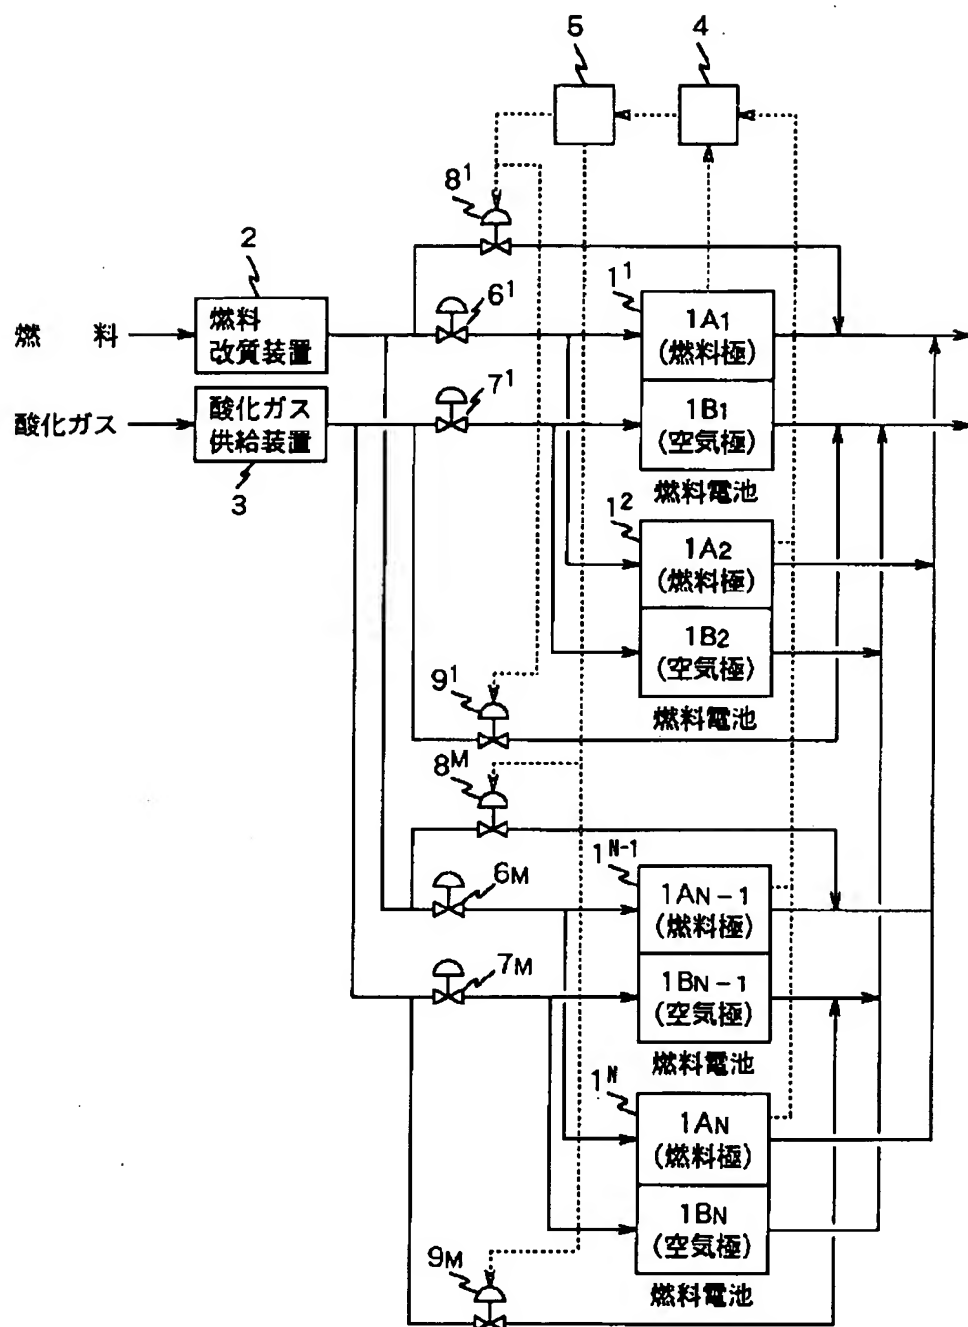 5
4
8¹
2
6¹
1¹
燃料
燃料
改質装置
1A1
(燃料極)
7¹
酸化ガス
酸化ガス
供給装置
3
1B1
(空気極)
燃料電池
1²
1A2
(燃料極)
1B2
(空気極)
燃料電池
9¹
8ᴹ
1ᴺ⁻¹
6M
1AN-1
(燃料極)
7M
1BN-1
(空気極)
燃料電池
1ᴺ
1AN
(燃料極)
1BN
(空気極)
燃料電池
9M